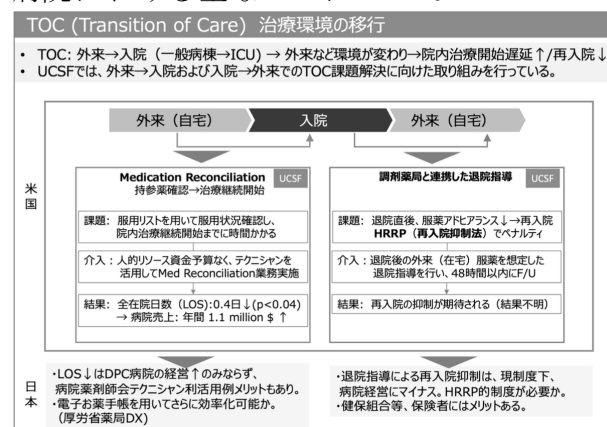 TOC (Transition of Care) 治療環境の移行
• TOC: 外来→入院（一般病棟→ICU) → 外来など環境が変わり→院内治療開始遅延↑/再入院↓
• UCSFでは、外来→入院および入院→外来でのTOC課題解決に向けた取り組みを行っている。
外来（自宅）
入院
外来（自宅）
米国
Medication Reconciliation
UCSF
持参薬確認→治療継続開始
課題：服用リストを用いて服用状況確認し、
院内治療継続開始までに時間かかる
介入：人的リソース資金予算なく、テクニシャンを
活用してMed Reconciliation業務実施
結果：全在院日数（LOS):0.4日↓(p<0.04)
→ 病院売上：年間 1.1 million $ ↑
調剤薬局と連携した退院指導
UCSF
課題：退院直後、服薬アドヒアランス↓→再入院
HRRP（再入院抑制法）でペナルティ
介入：退院後の外来（在宅）服薬を想定した
退院指導を行い、48時間以内にF/U
結果：再入院の抑制が期待される（結果不明）
日本
・LOS↓はDPC病院の経営↑のみならず、
病院薬剤師会テクニシャン利活用例メリットもあり。
・電子お薬手帳を用いてさらに効率化可能か。
（厚労省薬局DX）
・退院指導による再入院抑制は、現制度下、
病院経営にマイナス。HRRP的制度が必要か。
・健保組合等、保険者にはメリットある。